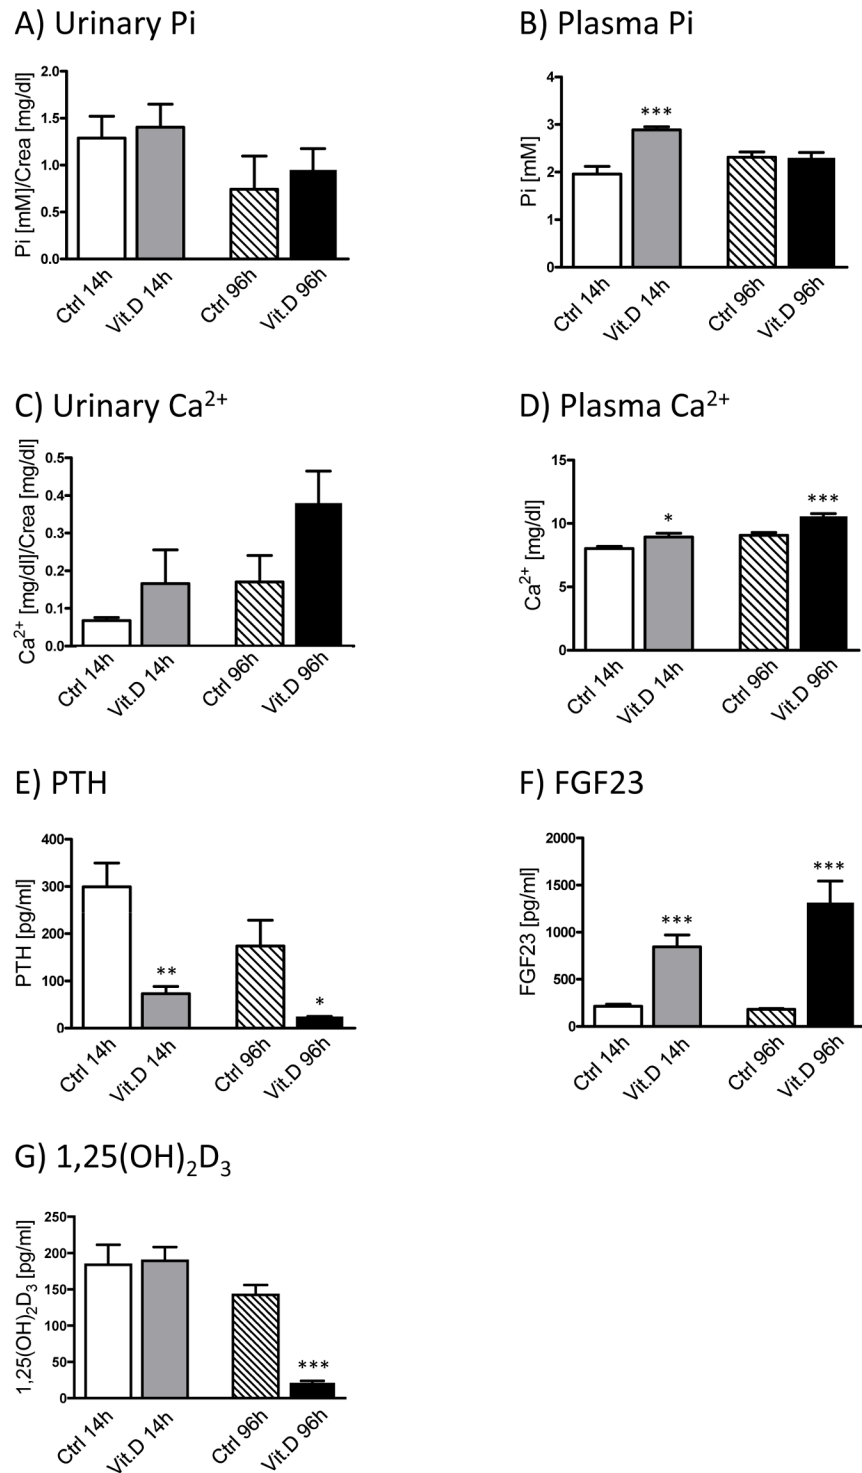 A) Urinary Pi
Pi [mM]/Crea [mg/dl]
2.0
1.5
1.0
0.5
0.0
Ctrl 14h
Vit.D 14h
Ctrl 96h
Vit.D 96h
B) Plasma Pi
Pi [mM]
4
3
2
1
0
***
Ctrl 14h
Vit.D 14h
Ctrl 96h
Vit.D 96h
C) Urinary Ca²⁺
Ca²⁺ [mg/dl]/Crea [mg/dl]
0.5
0.4
0.3
0.2
0.1
0.0
Ctrl 14h
Vit.D 14h
Ctrl 96h
Vit.D 96h
D) Plasma Ca²⁺
Ca²⁺ [mg/dl]
15
10
5
0
*
***
Ctrl 14h
Vit.D 14h
Ctrl 96h
Vit.D 96h
E) PTH
PTH [pg/ml]
400
300
200
100
0
**
*
Ctrl 14h
Vit.D 14h
Ctrl 96h
Vit.D 96h
F) FGF23
FGF23 [pg/ml]
2000
1500
1000
500
0
***
***
Ctrl 14h
Vit.D 14h
Ctrl 96h
Vit.D 96h
G) 1,25(OH)₂D₃
1,25(OH)₂D₃ [pg/ml]
250
200
150
100
50
0
***
Ctrl 14h
Vit.D 14h
Ctrl 96h
Vit.D 96h